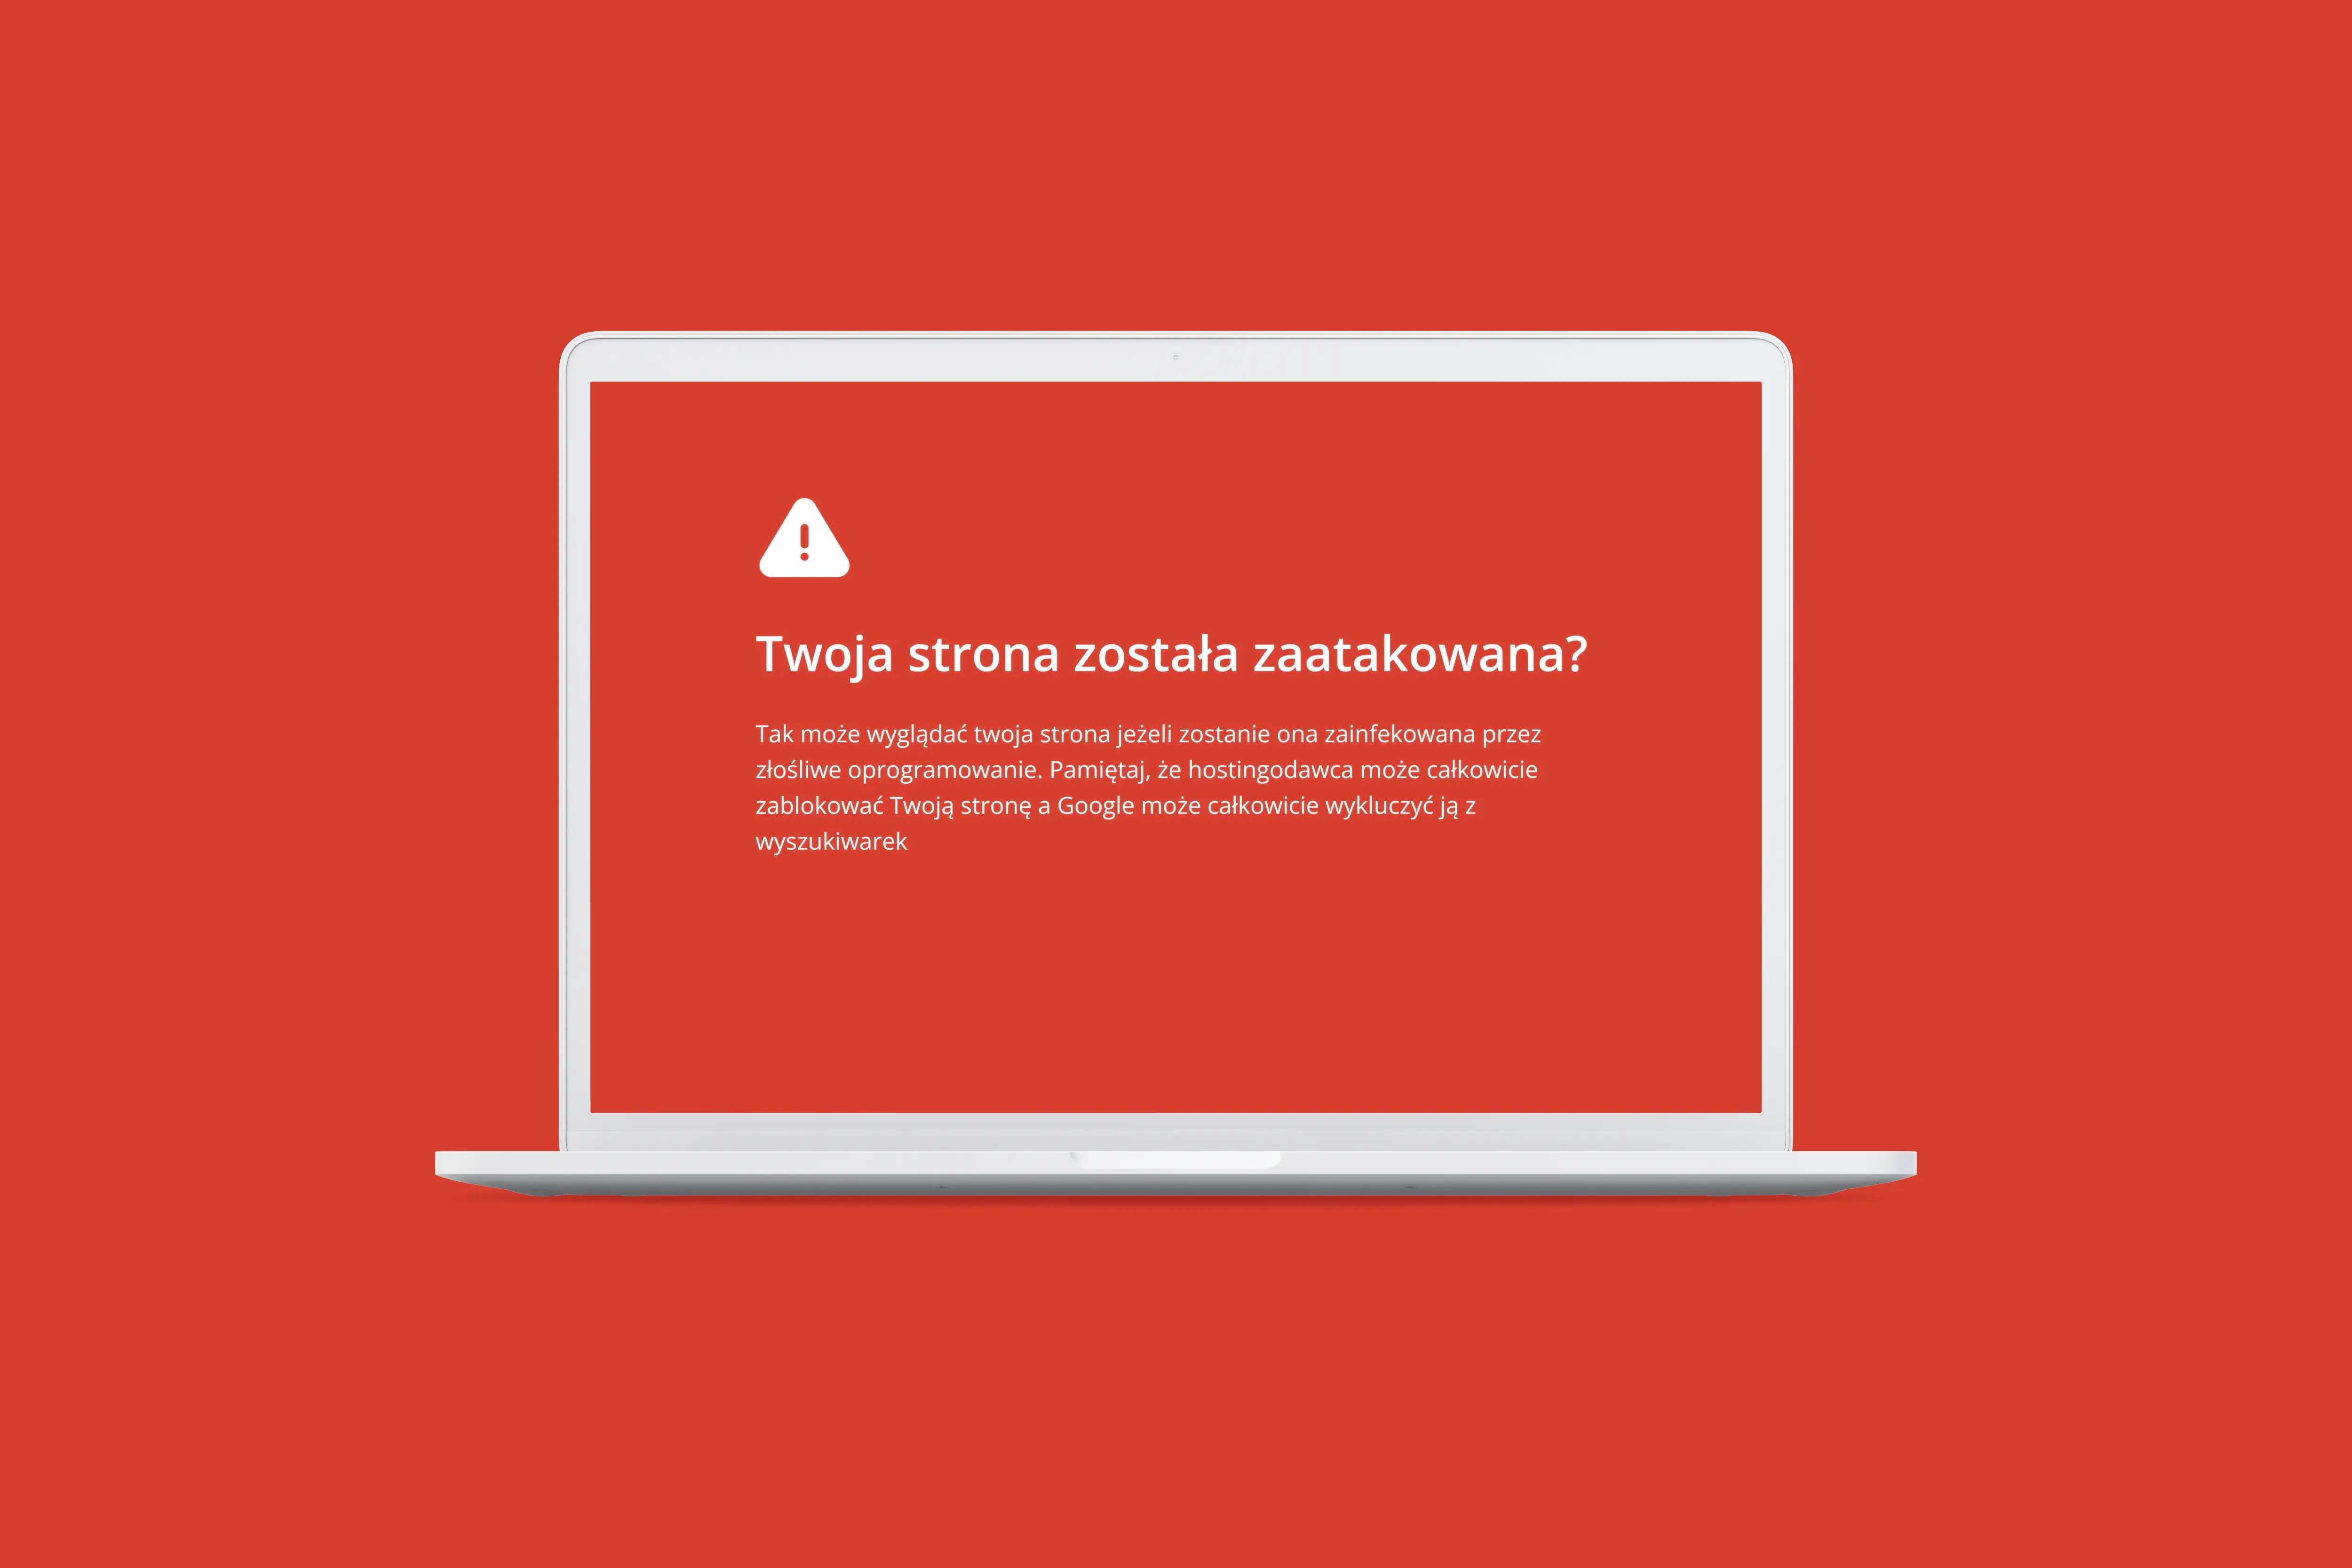 Twoja strona została zaatakowana?
Tak może wyglądać twoja strona jeżeli zostanie ona zainfekowana przez
złośliwe oprogramowanie. Pamiętaj, że hostingodawca może całkowicie
zablokować Twoją stronę a Google może całkowicie wykluczyć ją z
wyszukiwarek